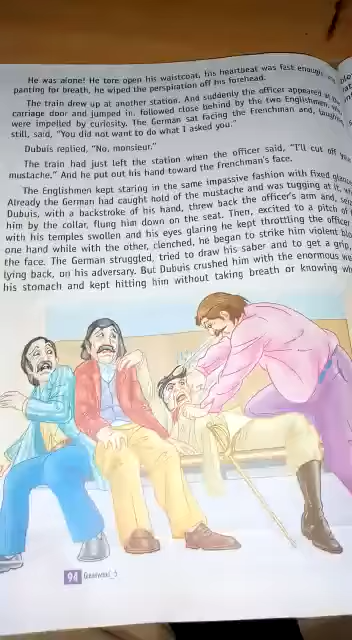 He was alone! He tore open his waistcoat, his heartbeat was fast enough,
panting for breath, he wiped the perspiration off his forehead.
The train drew up at another station. And suddenly the officer appeared at
carriage door and jumped in, followed close behind by the two Englishmen,
were impelled by curiosity. The German sat facing the Frenchman and, laughing
still, said, "You did not want to do what I asked you."
Dubuis replied, "No, monsieur."
The train had just left the station when the officer said, "I'll cut off your
mustache." And he put out his hand toward the Frenchman's face.
The Englishmen kept staring in the same impassive fashion with fixed
Already the German had caught hold of the mustache and was tugging at it,
Dubuis, with a backstroke of his hand, threw back the officer's arm and,
him by the collar, flung him down on the seat. Then, excited to a pitch of
with his temples swollen and his eyes glaring he kept throttling the officer
one hand while with the other, clenched, he began to strike him violent
the face. The German struggled, tried to draw his saber and to get a grip,
lying back, on his adversary. But Dubuis crushed him with the enormous
his stomach and kept hitting him without taking breath or knowing
94 Greatword_5